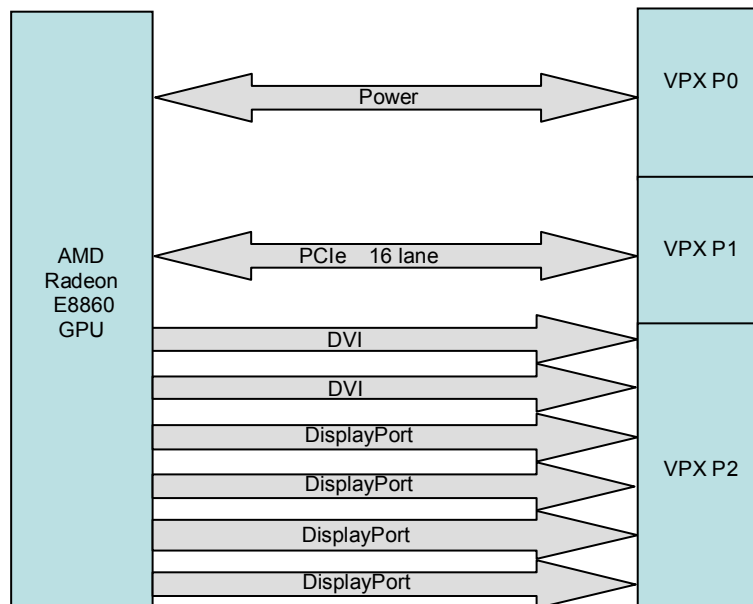 VPX P0
Power
VPX P1
PCIe 16 lane
AMD
Radeon
E8860
GPU
DVI
DVI
DisplayPort
VPX P2
DisplayPort
DisplayPort
DisplayPort